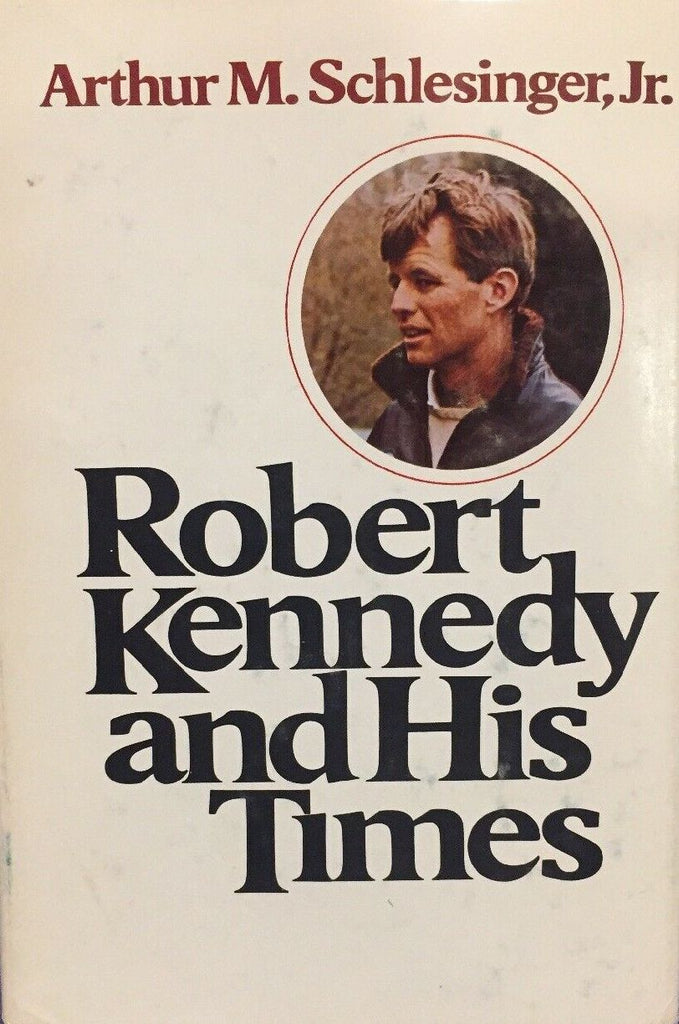 Arthur M. Schlesinger, Jr.
Robert
Kennedy
and His
Times